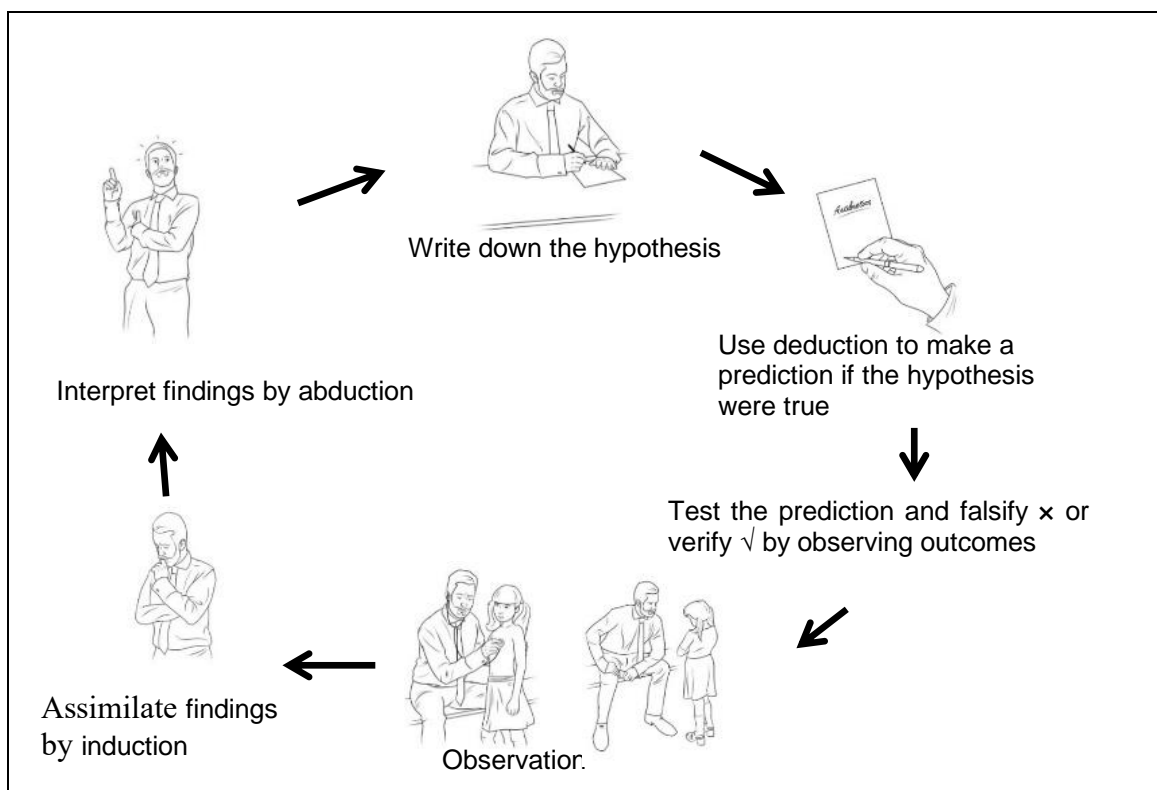 Write down the hypothesis
Use deduction to make a
prediction if the hypothesis
were true
Test the prediction and falsify × or
verify √ by observing outcomes
Observation.
Assimilate findings
by induction
Interpret findings by abduction